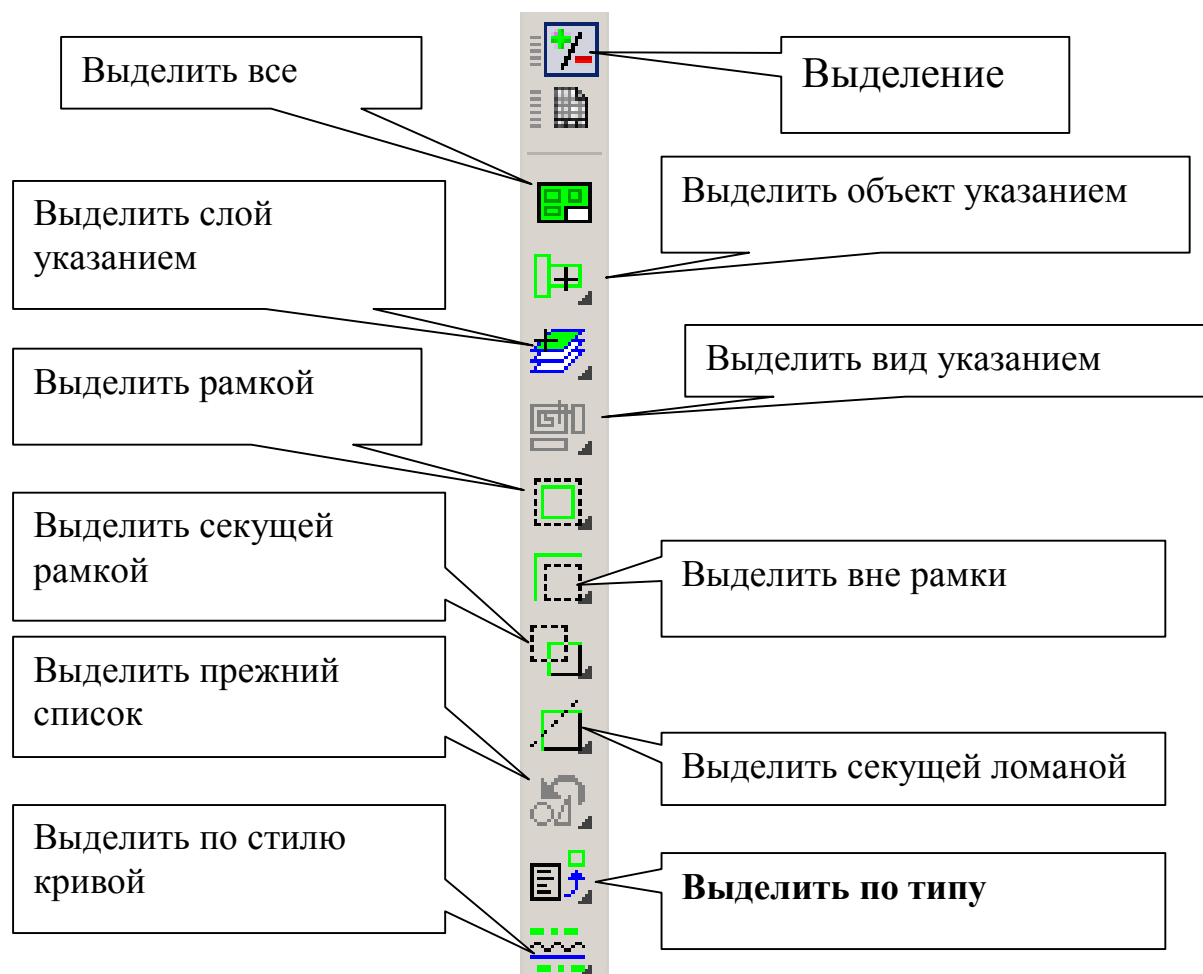 Выделить все
Выделение
Выделить объект указанием
Выделить слой
указанием
Выделить вид указанием
Выделить рамкой
Выделить секущей
рамкой
Выделить вне рамки
Выделить прежний
список
Выделить секущей ломаной
Выделить по стилю
кривой
Выделить по типу